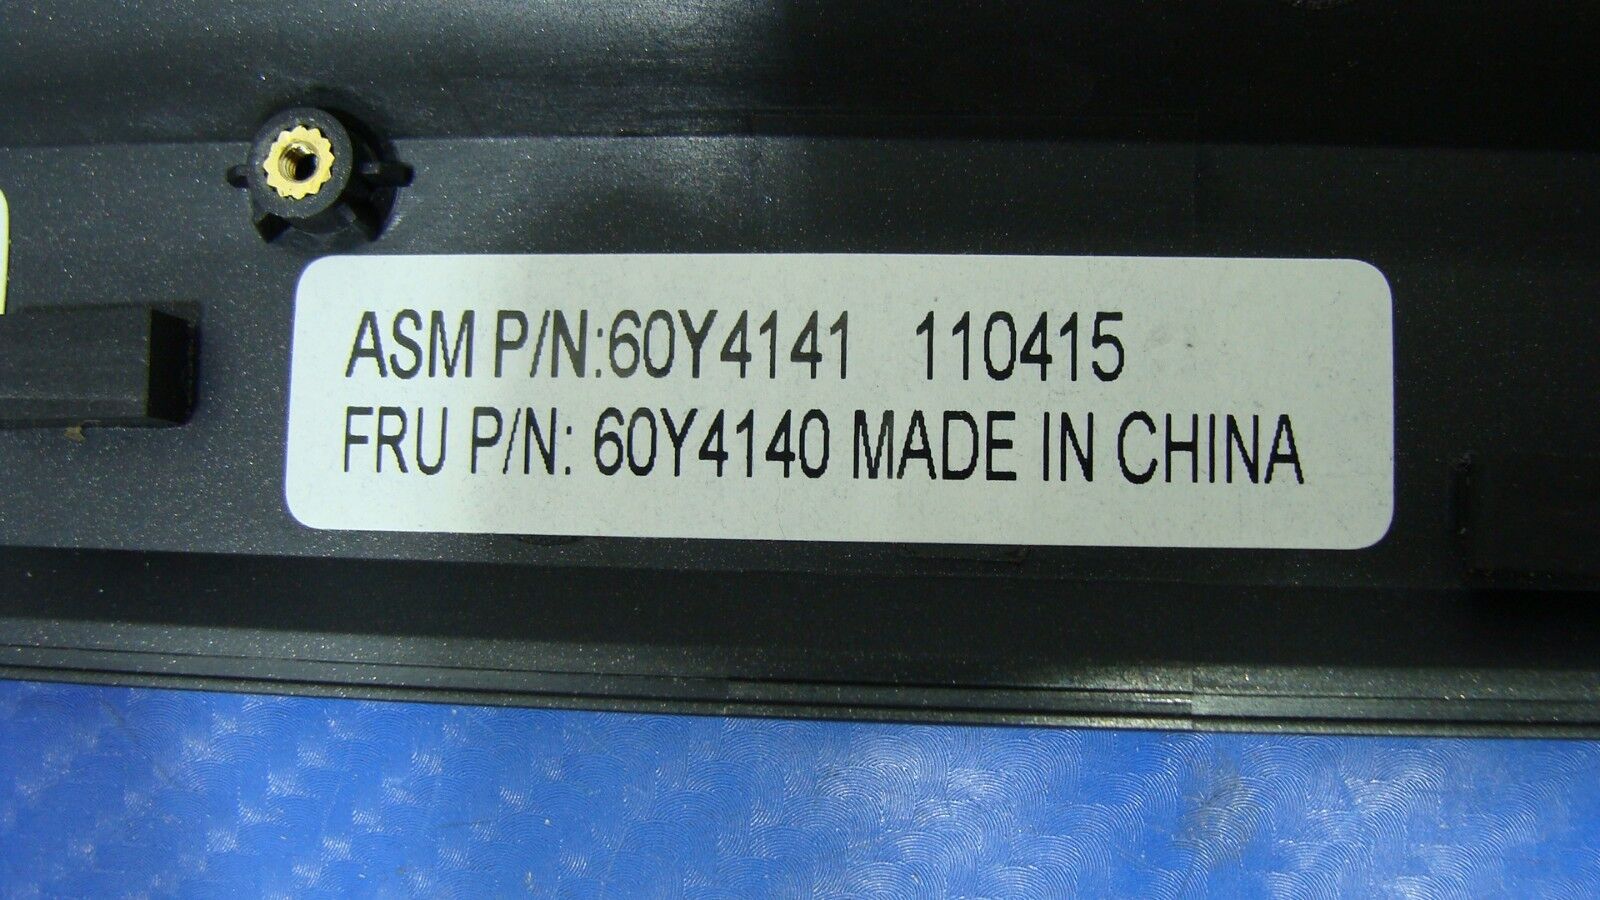 ASM P/N:60Y4141 110415
FRU P/N: 60Y4140 MADE IN CHINA